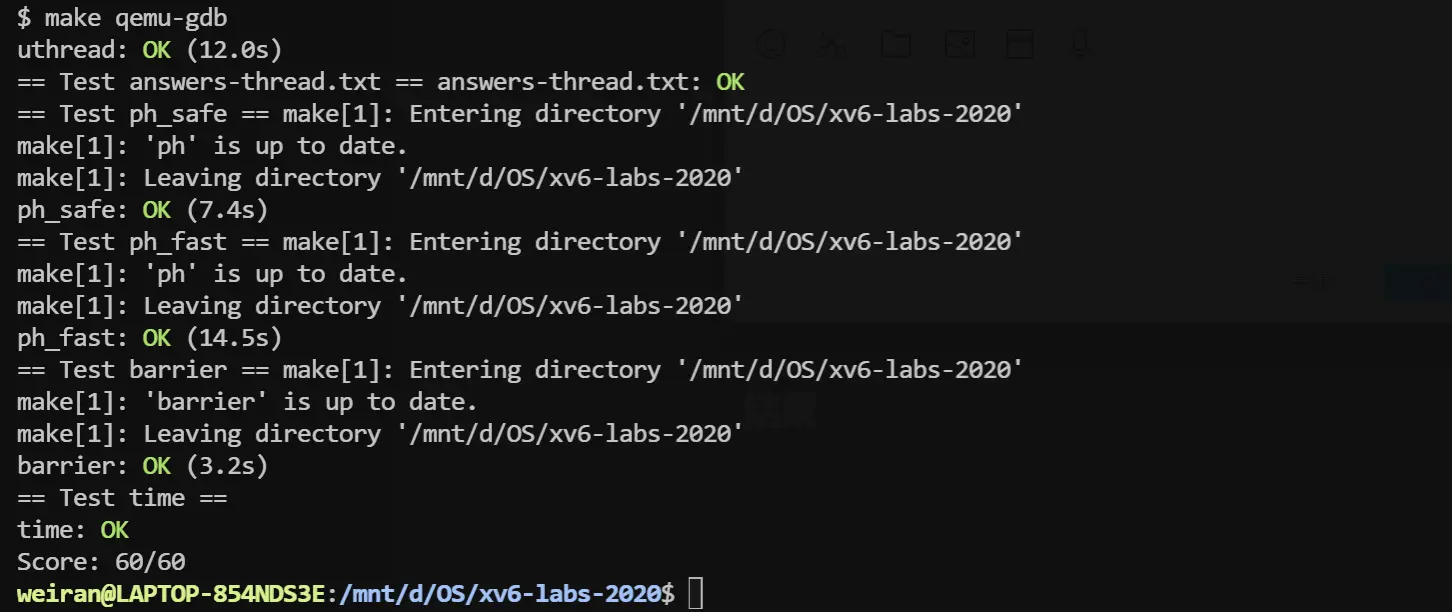 $ make qemu-gdb
uthread: OK (12.0s)
== Test answers-thread.txt == answers-thread.txt: OK
== Test ph_safe == make[1]: Entering directory '/mnt/d/OS/xv6-labs-2020'
make[1]: 'ph' is up to date.
make[1]: Leaving directory '/mnt/d/OS/xv6-labs-2020'
ph_safe: OK (7.4s)
== Test ph_fast == make[1]: Entering directory '/mnt/d/OS/xv6-labs-2020'
make[1]: 'ph' is up to date.
make[1]: Leaving directory '/mnt/d/OS/xv6-labs-2020'
ph_fast: OK (14.5s)
== Test barrier == make[1]: Entering directory '/mnt/d/OS/xv6-labs-2020'
make[1]: 'barrier' is up to date.
make[1]: Leaving directory '/mnt/d/OS/xv6-labs-2020'
barrier: OK (3.2s)
== Test time ==
time: OK
Score: 60/60
weiran@LAPTOP-854NDS3E:/mnt/d/OS/xv6-labs-2020$